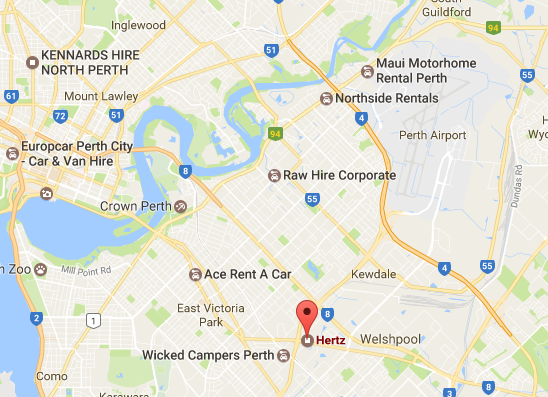 South
Guildford
Inglewood
94
51
KENNARDS HIRE
NORTH PERTH
Maui Motorhome
Rental Perth
55
Mount Lawley
61
Northside Rentals
72
51
4
94
Perth Airport
Europcar Perth City
- Car & Van Hire
8
Raw Hire Corporate
Dundas Rd
55
Crown Perth
Zoo
Mill Point Rd
4
55
Ace Rent A Car
Kewdale
East Victoria
Park
8
2
1
Hertz
Welshpool
Wicked Campers Perth
Como